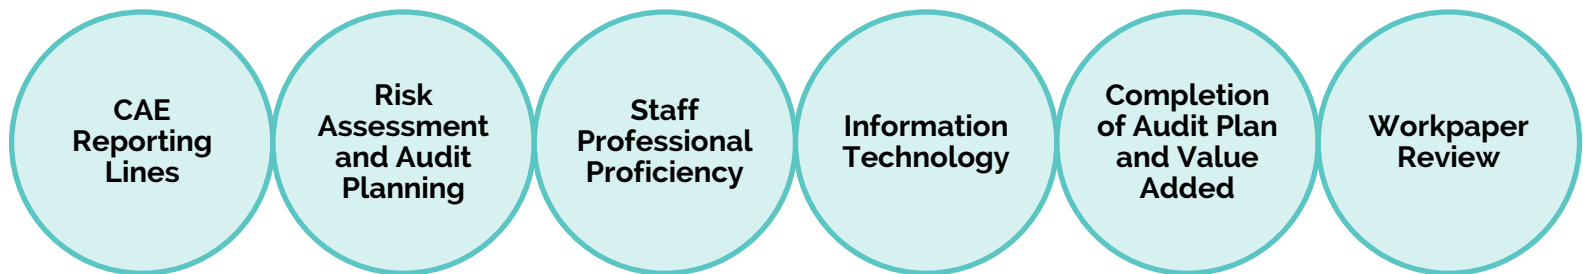 CAE
Reporting
Lines
Risk
Assessment
and Audit
Planning
Staff
Professional
Proficiency
Information
Technology
Completion
of Audit Plan
and Value
Added
Workpaper
Review